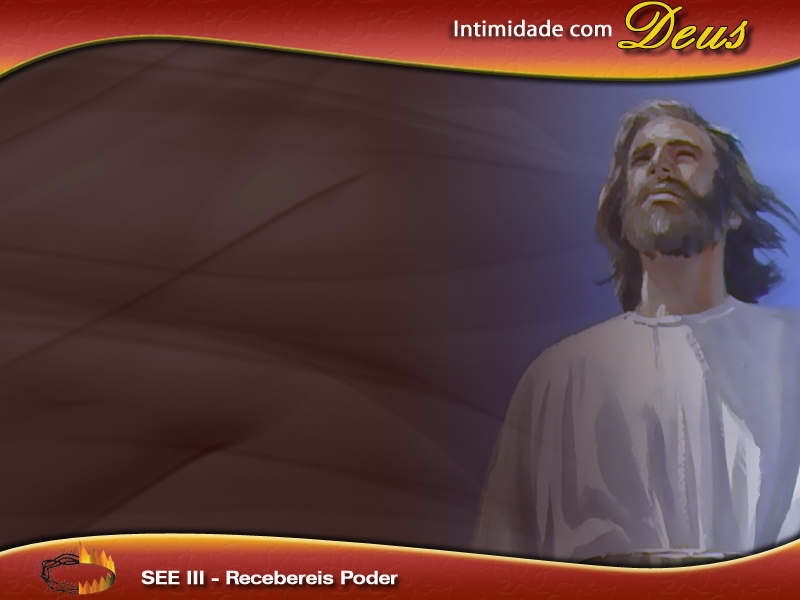 Intimidade com Deus
SEE III - Recebereis Poder